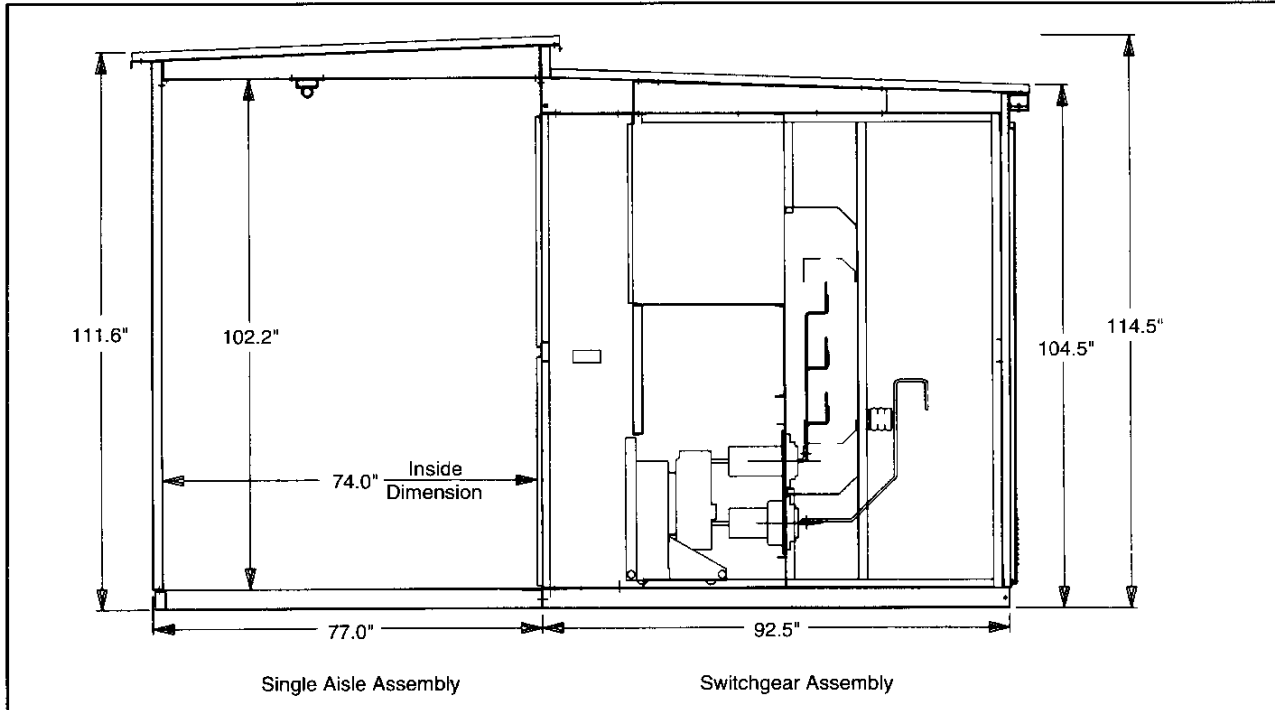 111.6"
102.2"
104.5"
114.5"
74.0" Inside
Dimension
77.0"
92.5"
Single Aisle Assembly
Switchgear Assembly